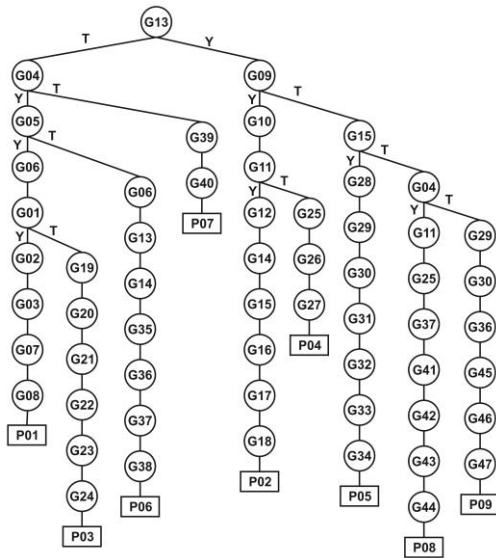 G13
T Y
G04 G09
Y T Y T
G05 G39 G10 G15
Y T Y T
G06 G06 G40 G11 G28 G04
Y T Y T
G01 G13 P07 G12 G25 G29 G11 G29
Y T
G02 G19 G14 G14 G26 G30 G25 G30
G03 G20 G35 G15 G27 G31 G37 G36
G07 G21 G36 G16 P04 G32 G41 G45
G08 G22 G37 G17 G33 G42 G46
P01 G23 G38 G18 G34 G43 G47
G24 P06 P02 P05 G44 P09
P03 P08